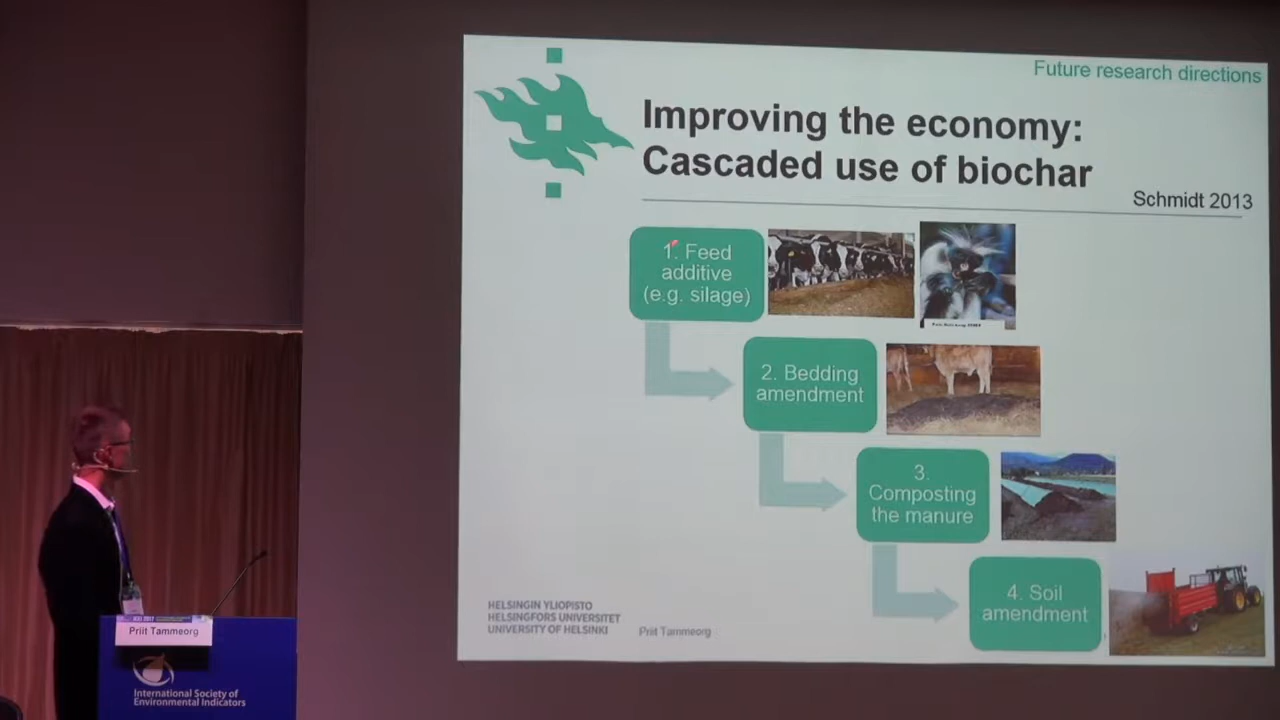 Future research directions
Improving the economy:
Cascaded use of biochar
Schmidt 2013
1. Feed
additive
(e.g. silage)
2. Bedding
amendment
3.
Composting
the manure
4. Soil
amendment
HELSINGIN YLIOPISTO
HELSINGFORS UNIVERSITET
UNIVERSITY OF HELSINKI
Priit Tammeorg
Priit Tammeorg
International Society of
Environmental Indicators